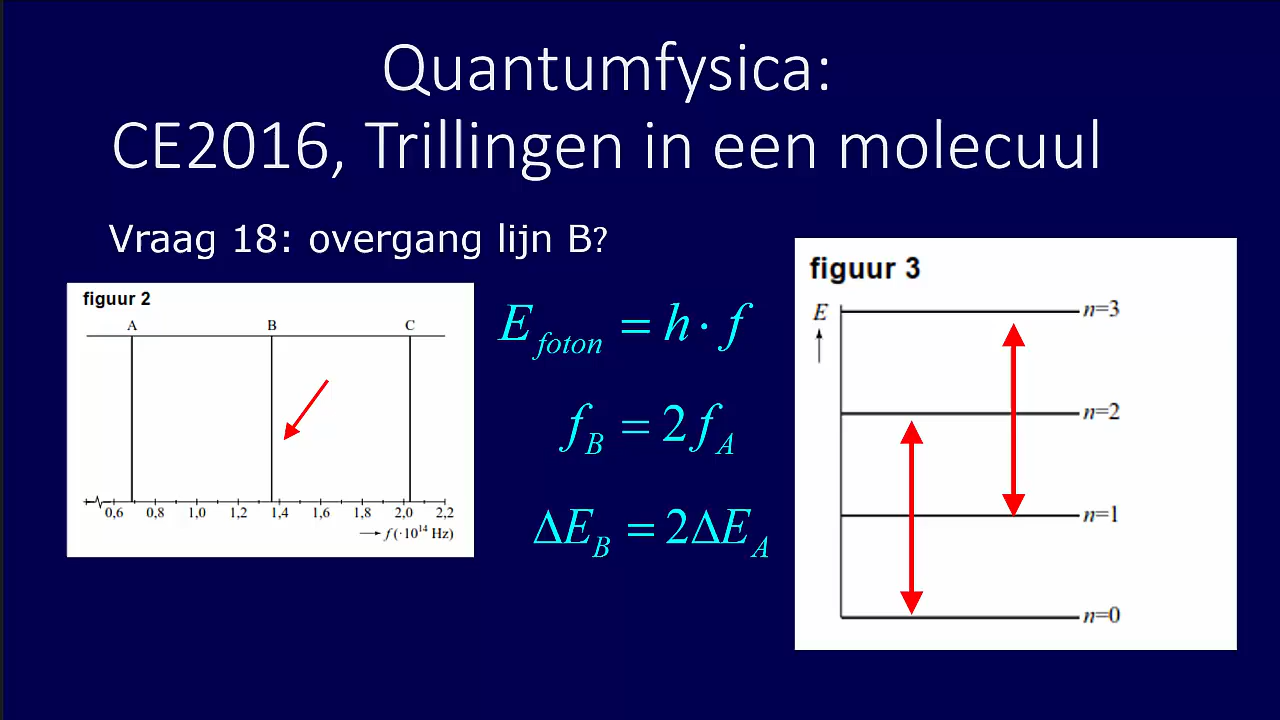 Quantumfysica:
CE2016, Trillingen in een molecuul
Vraag 18: overgang lijn B?
figuur 2
A B C
0,6 0,8 1,0 1,2 1,4 1,6 1,8 2,0 2,2
f(·10¹⁴ Hz)
E_foton = h · f
f_B = 2f_A
ΔE_B = 2ΔE_A
figuur 3
E
n=3
n=2
n=1
n=0